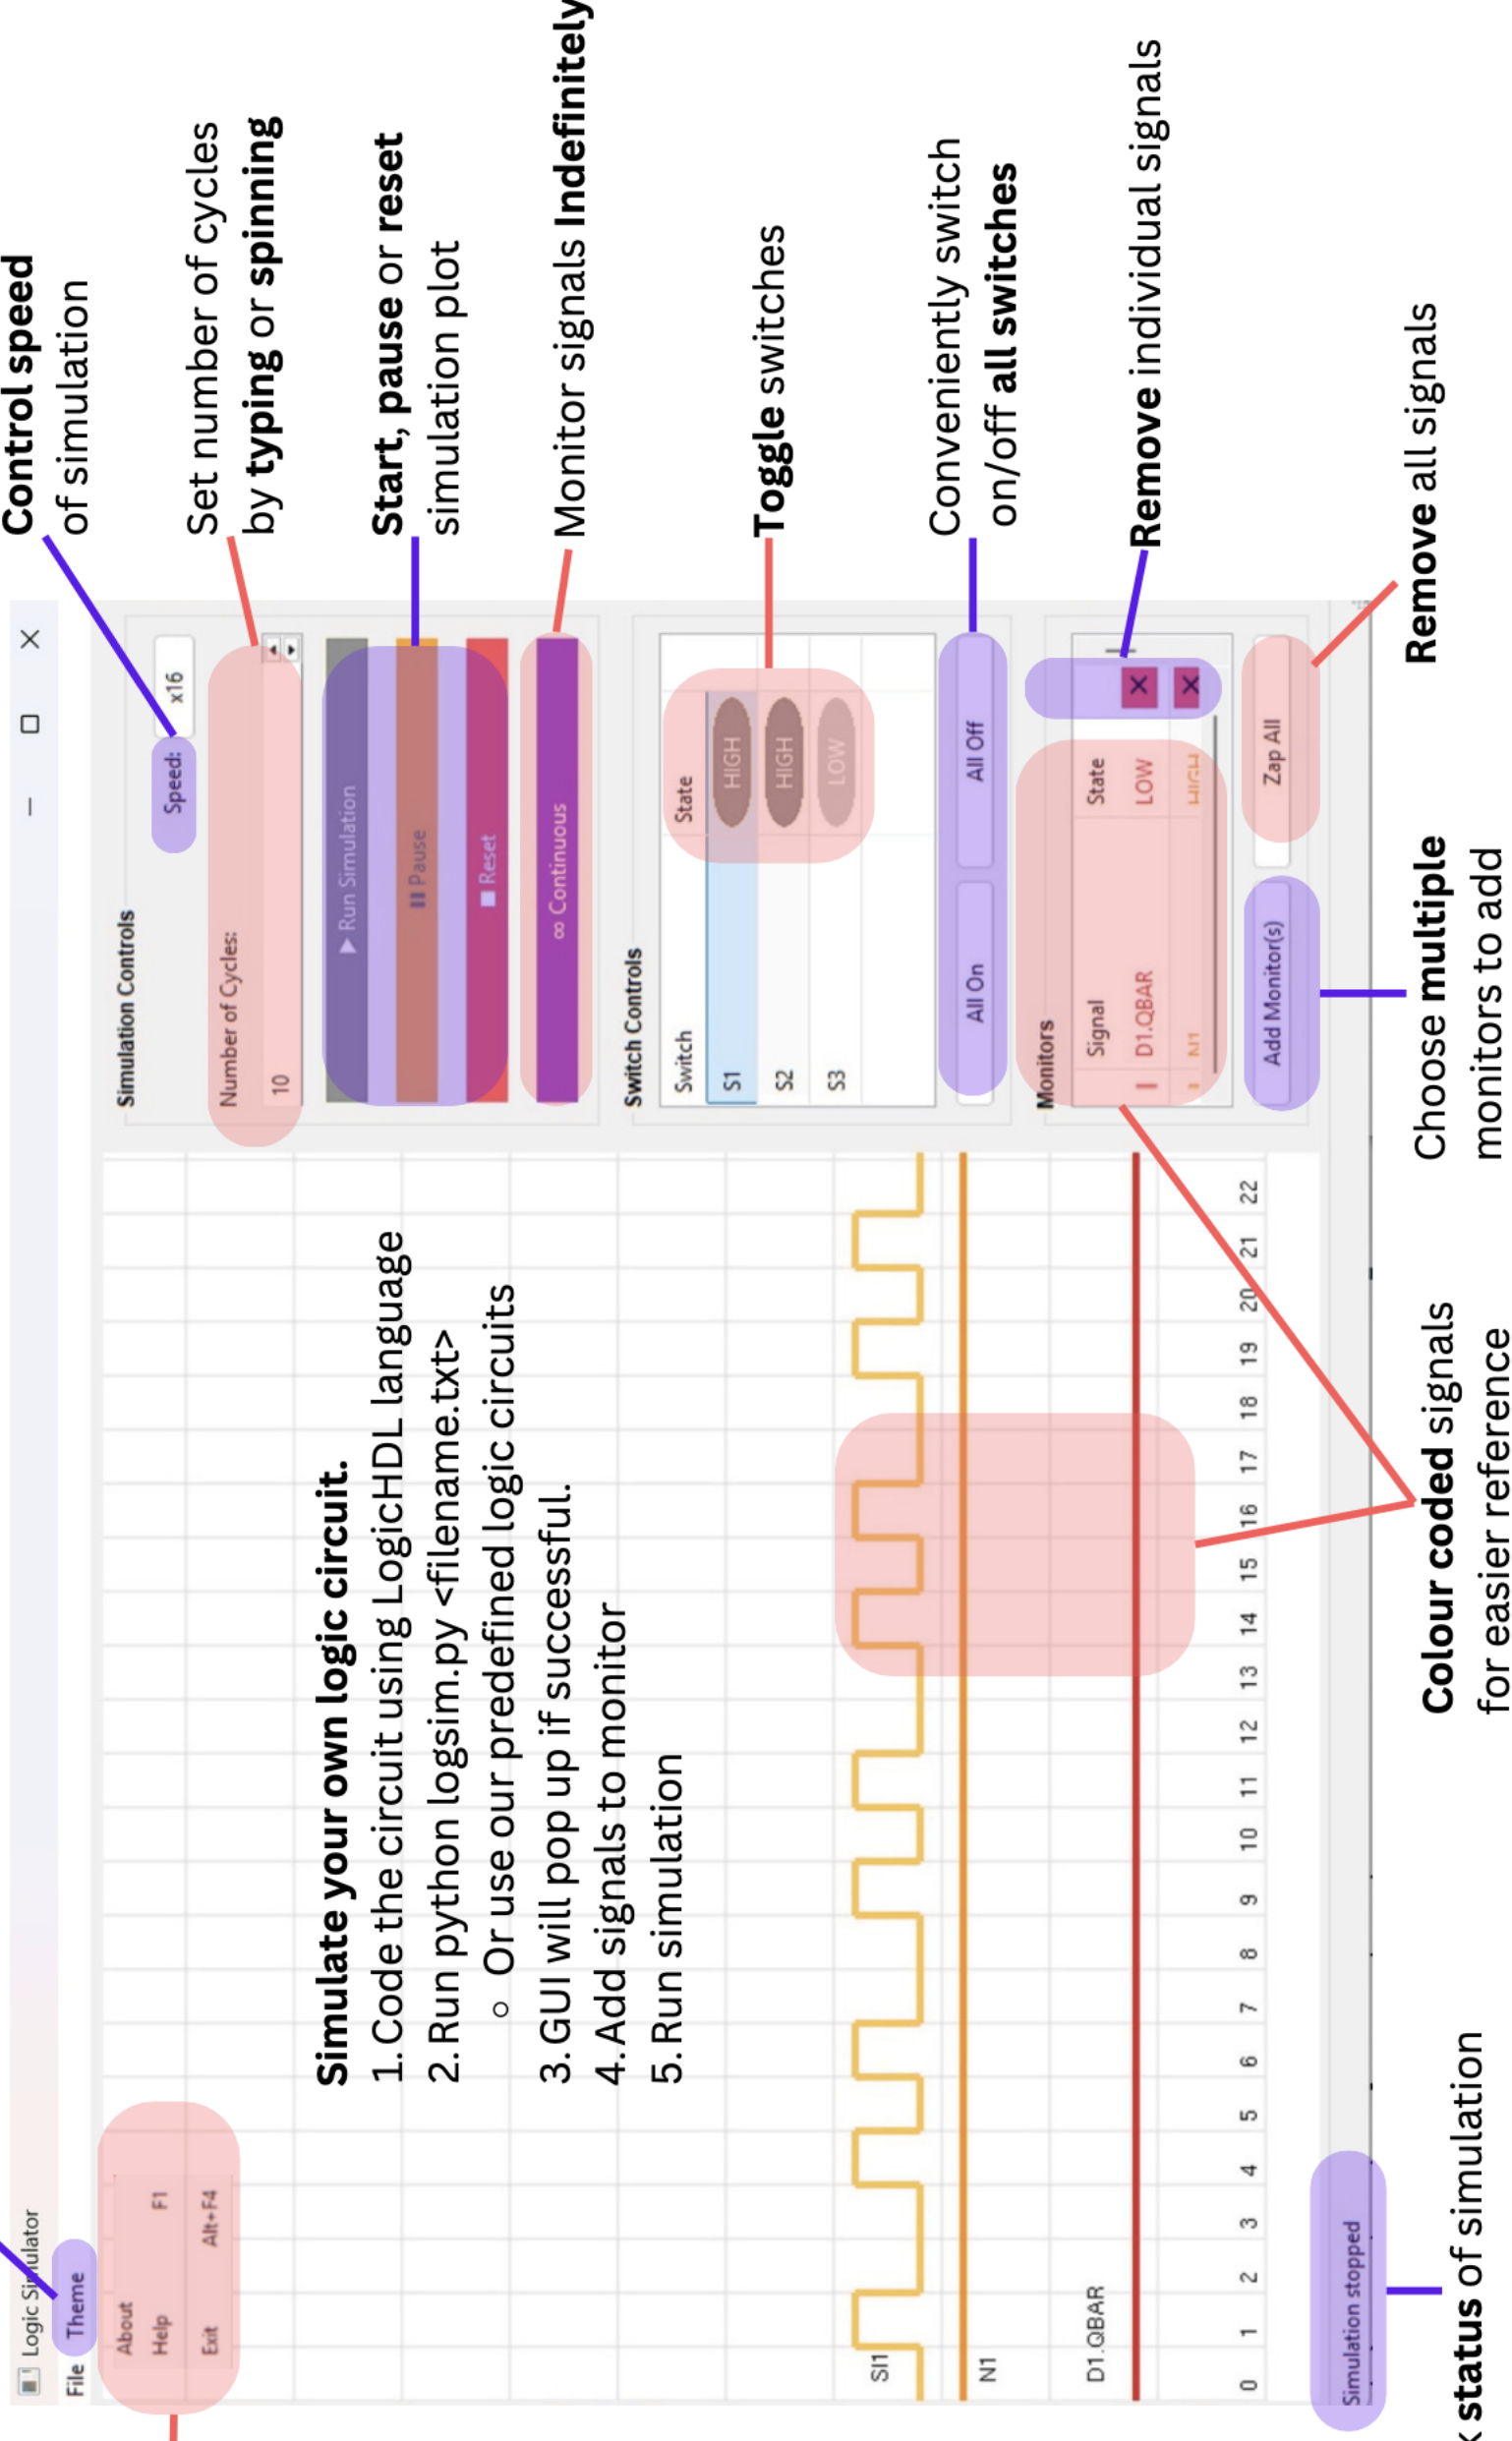 Logic Simulator
File Theme
About
Help F1
Exit Alt+F4
Simulate your own logic circuit.
1. Code the circuit using LogicHDL language
2. Run python logsim.py <filename.txt>
○ Or use our predefined logic circuits
3. GUI will pop up if successful.
4. Add signals to monitor
5. Run simulation
SI1
N1
D1.QBAR
0 1 2 3 4 5 6 7 8 9 10 11 12 13 14 15 16 17 18 19 20 21 22
Simulation stopped
status of simulation
Colour coded signals
for easier reference
Simulation Controls
Speed: x16
Number of Cycles:
10
▶ Run Simulation
Pause
■ Reset
∞ Continuous
Switch Controls
Switch State
S1 HIGH
S2 HIGH
S3 LOW
All On All Off
Monitors
Signal State
D1.QBAR LOW X
N1 HIGH X
Add Monitor(s) Zap All
Choose multiple
monitors to add
Control speed
of simulation
Set number of cycles
by typing or spinning
Start, pause or reset
simulation plot
Monitor signals Indefinitely
Toggle switches
Conveniently switch
on/off all switches
Remove individual signals
Remove all signals